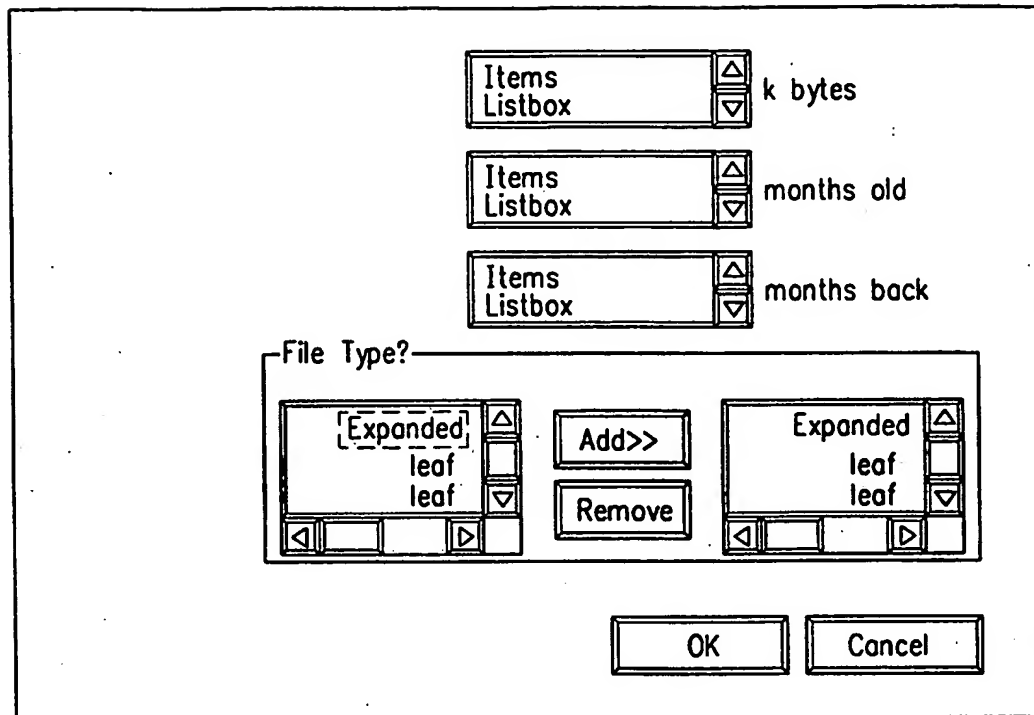 Items
Listbox
k bytes
Items
Listbox
months old
Items
Listbox
months back
File Type?
Expanded
leaf
leaf
Add>>
Remove
Expanded
leaf
leaf
OK
Cancel